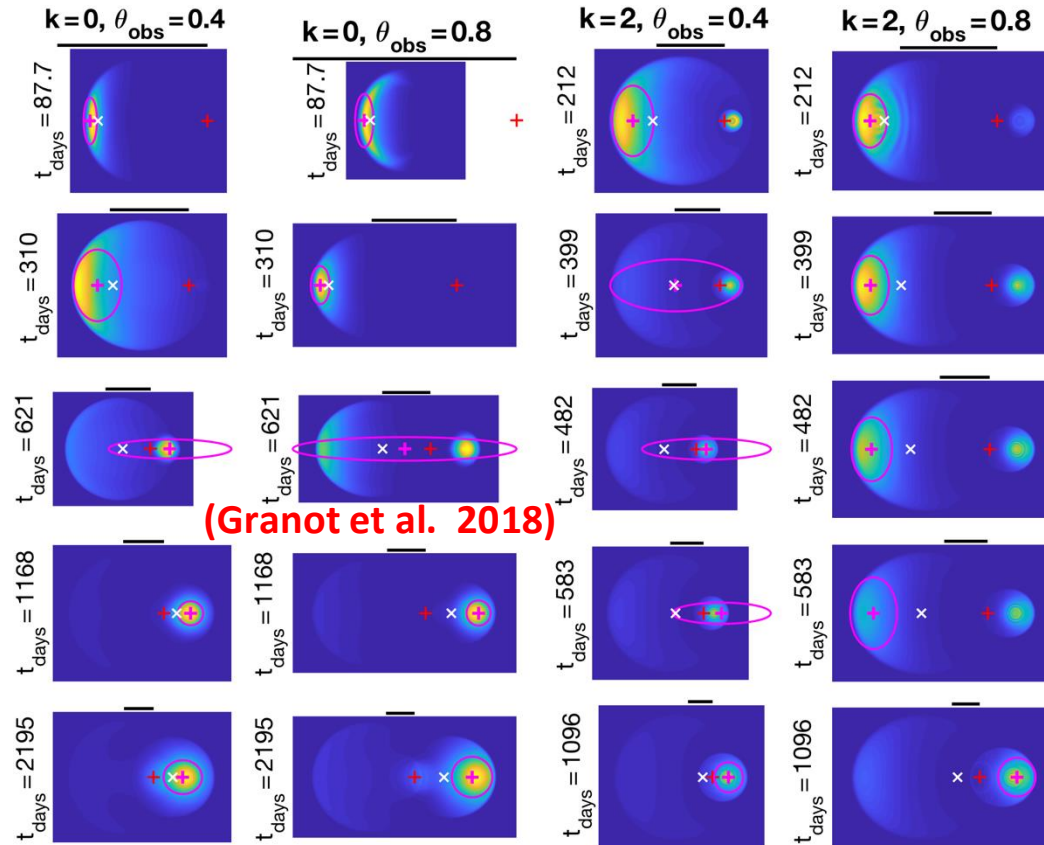 k=0, θobs=0.4
k=0, θobs=0.8
k=2, θobs=0.4
k=2, θobs=0.8
tdays=87.7
tdays=87.7
tdays=212
tdays=212
tdays=310
tdays=310
tdays=399
tdays=399
tdays=621
tdays=621
tdays=482
tdays=482
(Granot et al. 2018)
tdays=1168
tdays=1168
tdays=583
tdays=583
tdays=2195
tdays=2195
tdays=1096
tdays=1096